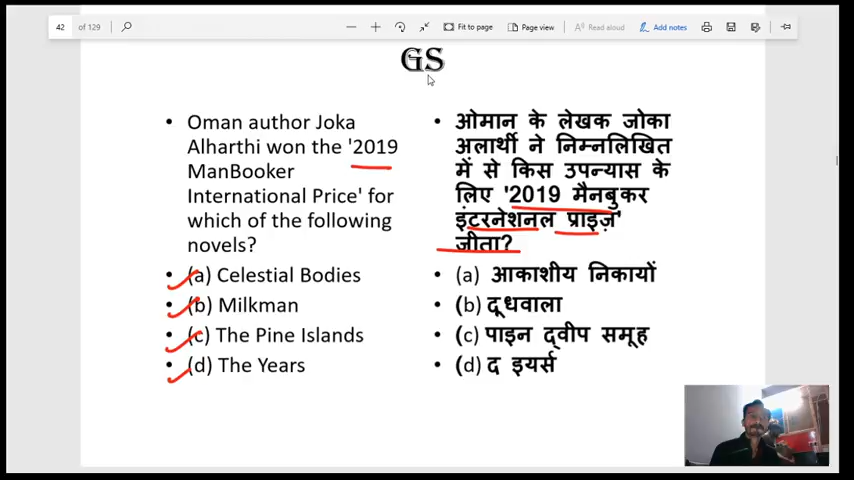 42 of 129 Fit to page Page view Read aloud Add notes
GS
• Oman author Joka
Alharthi won the '2019
ManBooker
International Price' for
which of the following
novels?
• (a) Celestial Bodies
• (b) Milkman
• (c) The Pine Islands
• (d) The Years
• ओमान के लेखक जोका
अलार्थी ने निम्नलिखित
में से किस उपन्यास के
लिए '2019 मैनबुकर
इंटरनेशनल प्राइज़'
जीता?
• (a) आकाशीय निकायों
• (b) दूधवाला
• (c) पाइन द्वीप समूह
• (d) द इयर्स